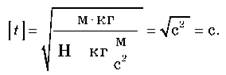 [t] = √(м·кг / Н кг м/с²) = √с² = с.